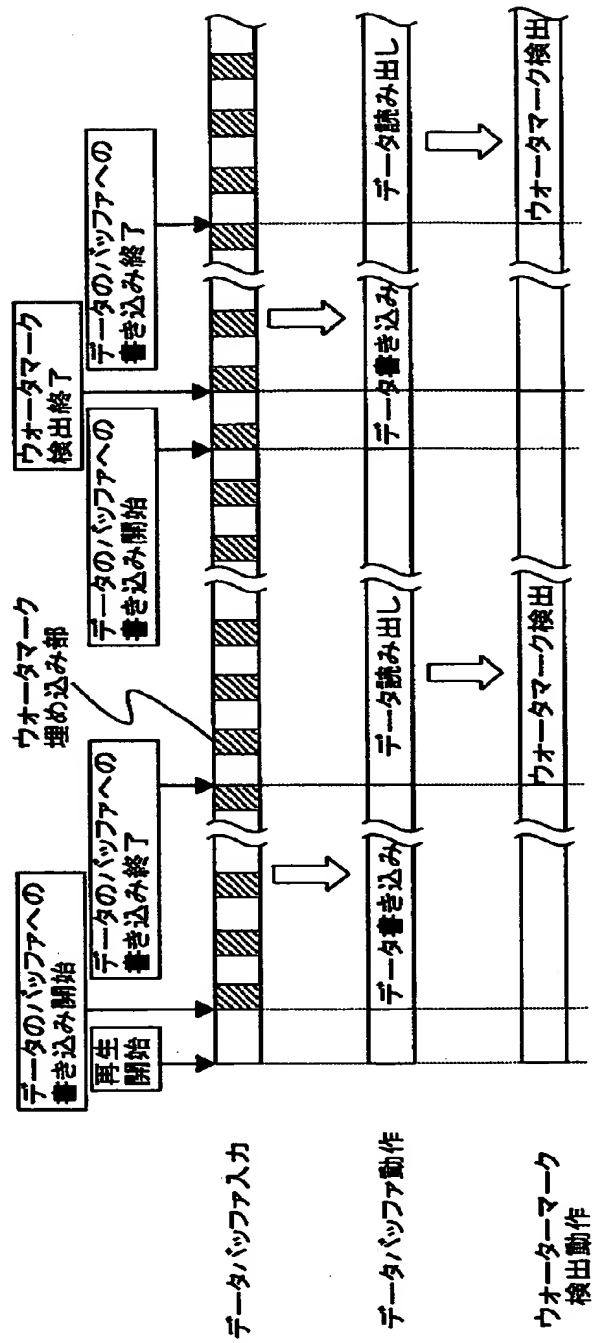 データのバッファへの
書き込み開始
再生
開始
データのバッファへの
書き込み終了
ウォータマーク
埋め込み部
データのバッファへの
書き込み開始
ウォータマーク
検出終了
データのバッファへの
書き込み終了
データバッファ入力
データバッファ動作
データ書き込み
データ読み出し
データ書き込み
データ読み出し
ウォーターマーク
検出動作
ウォータマーク検出
ウォータマーク検出